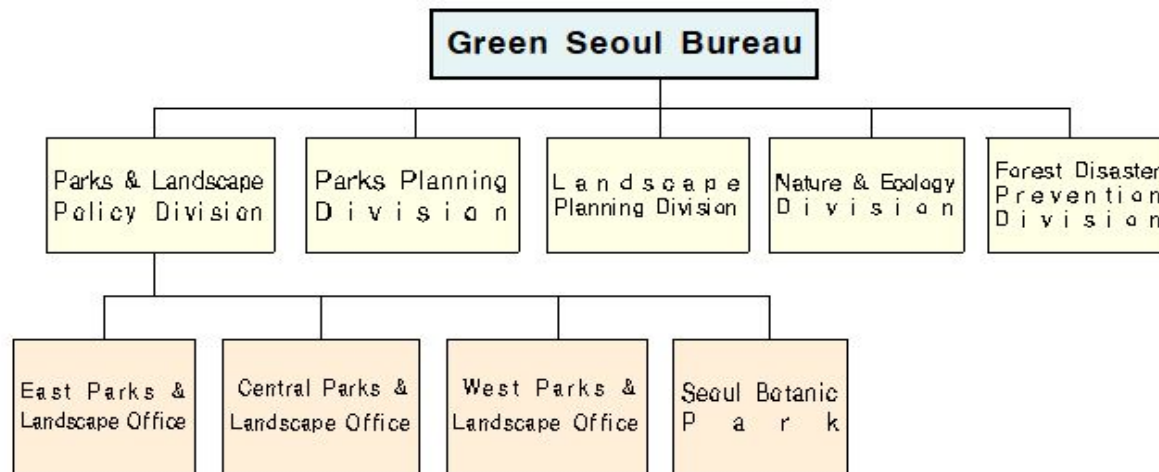 Green Seoul Bureau
Parks & Landscape
Policy Division
Parks Planning
Division
Landscape
Planning Division
Nature & Ecology
Division
Forest Disaster
Prevention
Division
East Parks &
Landscape Office
Central Parks &
Landscape Office
West Parks &
Landscape Office
Seoul Botanic
Park